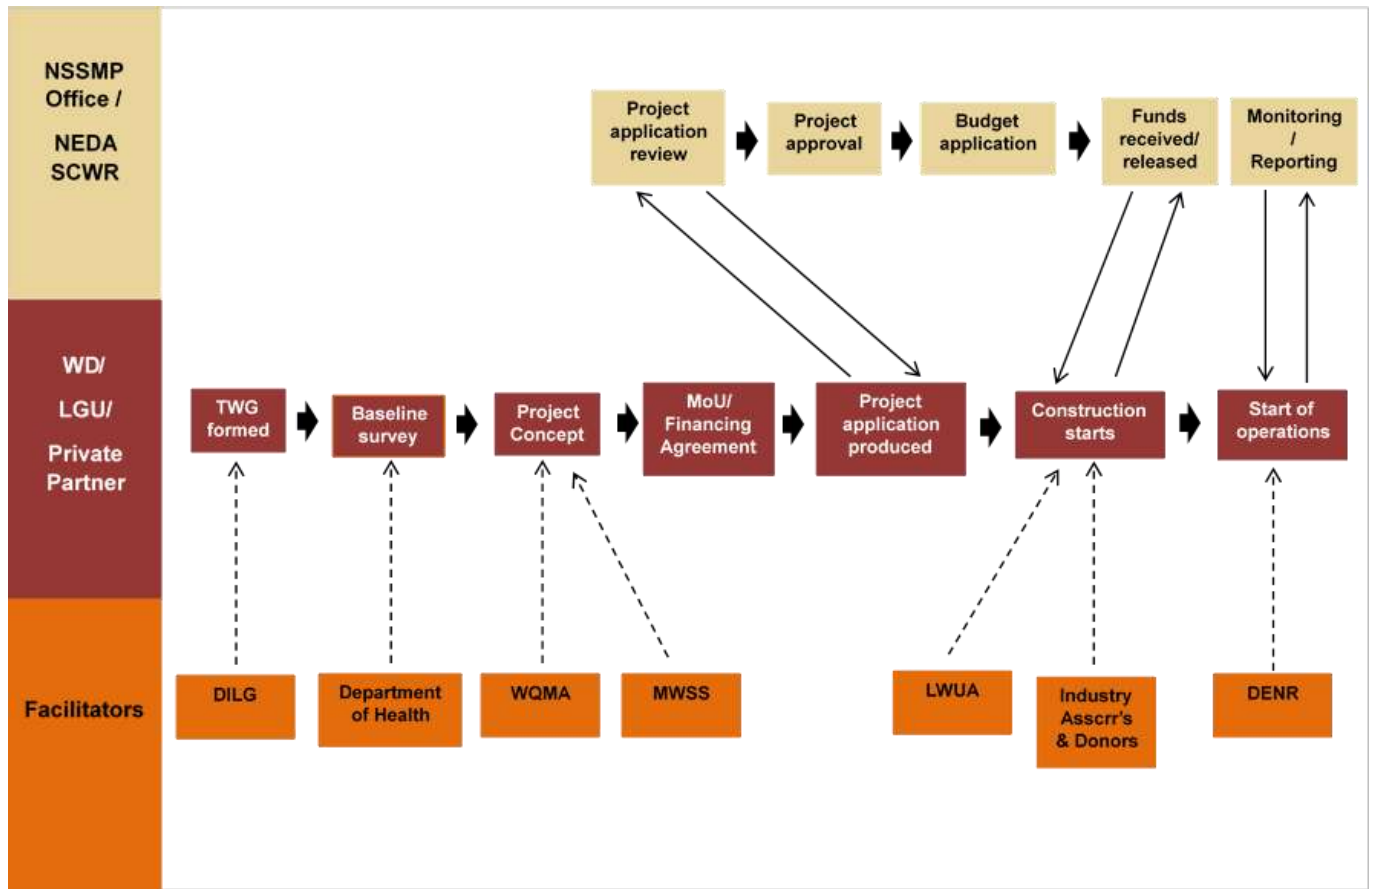 NSSMP
Office /
NEDA
SCWR
Project
application
review
Project
approval
Budget
application
Funds
received/
released
Monitoring
/
Reporting
WD/
LGU/
Private
Partner
TWG
formed
Baseline
survey
Project
Concept
MoU/
Financing
Agreement
Project
application
produced
Construction
starts
Start of
operations
Facilitators
DILG
Department
of Health
WQMA
MWSS
LWUA
Industry
Asscrr's
& Donors
DENR